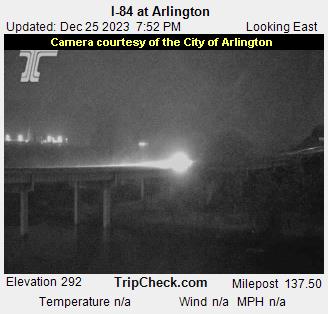 I-84 at Arlington
Updated: Dec 25 2023 7:52 PM Looking East
Camera courtesy of the City of Arlington
Elevation 292 TripCheck.com Milepost 137.50
Temperature n/a Wind n/a MPH n/a